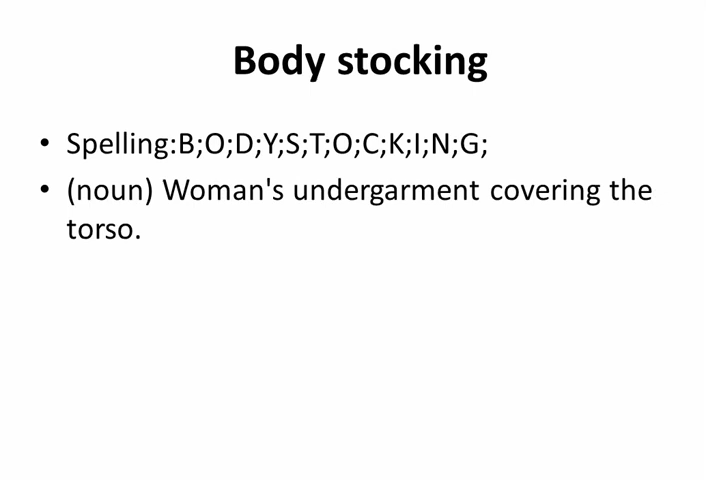 Body stocking
• Spelling:B;O;D;Y;S;T;O;C;K;I;N;G;
• (noun) Woman's undergarment covering the
torso.